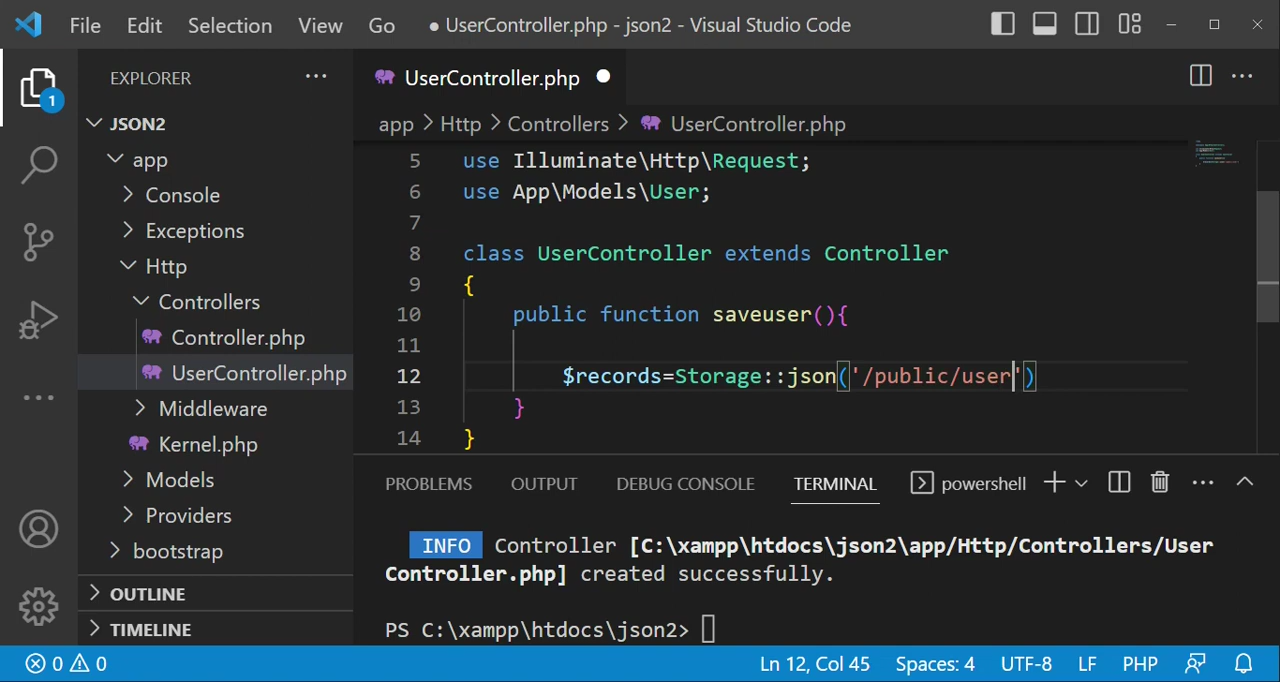 File Edit Selection View Go ● UserController.php - json2 - Visual Studio Code
EXPLORER ···
1
JSON2
app
Console
Exceptions
Http
Controllers
Controller.php
UserController.php
Middleware
Kernel.php
Models
Providers
bootstrap
OUTLINE
TIMELINE
UserController.php ●
app > Http > Controllers > UserController.php
5 use Illuminate\Http\Request;
6 use App\Models\User;
7
8 class UserController extends Controller
9 {
10 public function saveuser(){
11
12 $records=Storage::json('/public/user')
13 }
14 }
PROBLEMS OUTPUT DEBUG CONSOLE TERMINAL powershell
INFO Controller [C:\xampp\htdocs\json2\app/Http/Controllers/User
Controller.php] created successfully.
PS C:\xampp\htdocs\json2>
0 0 Ln 12, Col 45 Spaces: 4 UTF-8 LF PHP